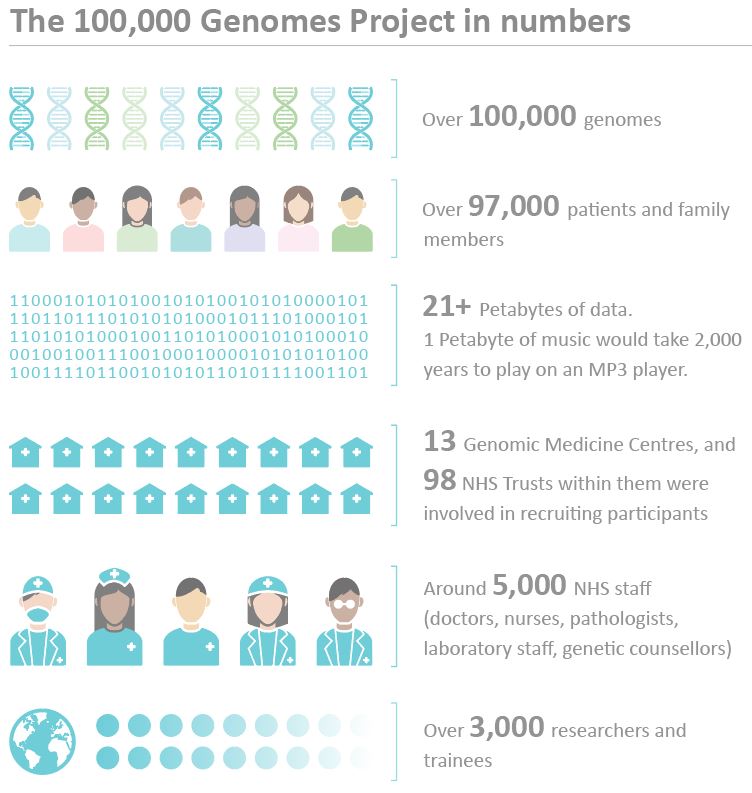 The 100,000 Genomes Project in numbers
Over 100,000 genomes
Over 97,000 patients and family
members
110001010101001010100101010000101
110110111010101010001011101000101
110101010001001101010001010100010
001001001110010001000010101010100
100111101100101010110101111001101
21+ Petabytes of data.
1 Petabyte of music would take 2,000
years to play on an MP3 player.
13 Genomic Medicine Centres, and
98 NHS Trusts within them were
involved in recruiting participants
Around 5,000 NHS staff
(doctors, nurses, pathologists,
laboratory staff, genetic counsellors)
Over 3,000 researchers and
trainees